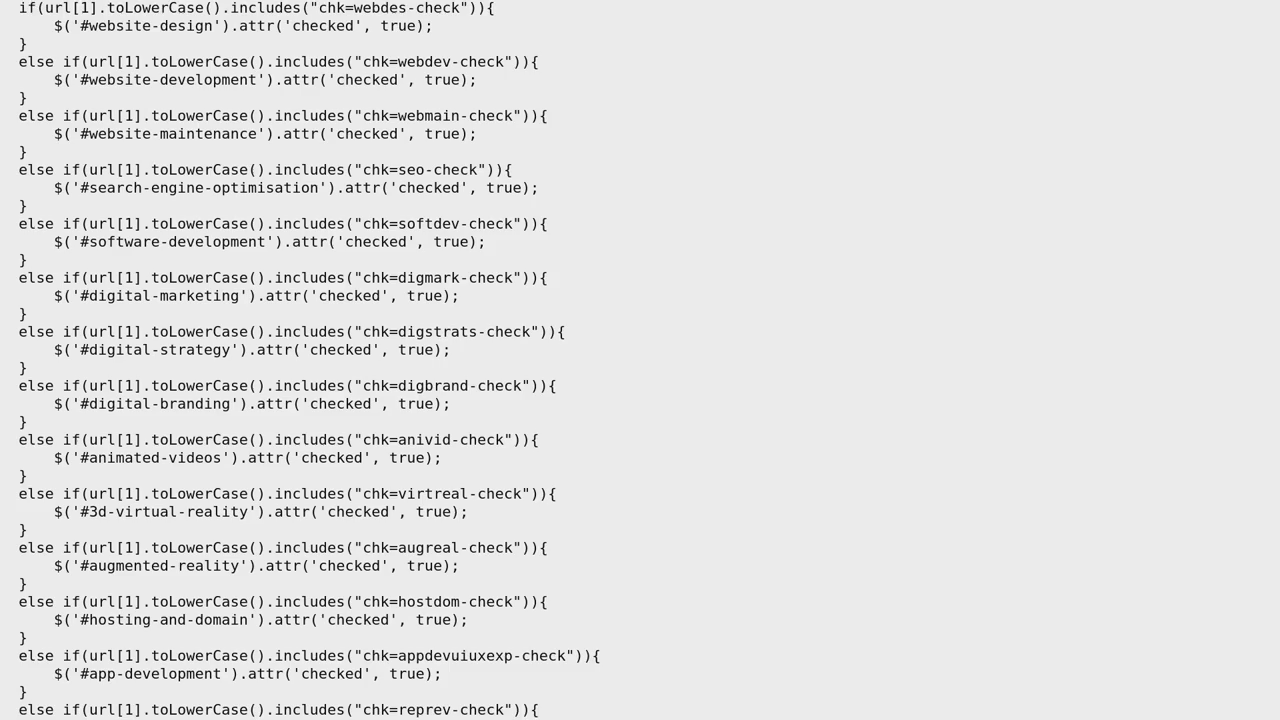 if(url[1].toLowerCase().includes("chk=webdes-check")){
    $('#website-design').attr('checked', true);
}
else if(url[1].toLowerCase().includes("chk=webdev-check")){
    $('#website-development').attr('checked', true);
}
else if(url[1].toLowerCase().includes("chk=webmain-check")){
    $('#website-maintenance').attr('checked', true);
}
else if(url[1].toLowerCase().includes("chk=seo-check")){
    $('#search-engine-optimisation').attr('checked', true);
}
else if(url[1].toLowerCase().includes("chk=softdev-check")){
    $('#software-development').attr('checked', true);
}
else if(url[1].toLowerCase().includes("chk=digmark-check")){
    $('#digital-marketing').attr('checked', true);
}
else if(url[1].toLowerCase().includes("chk=digstrats-check")){
    $('#digital-strategy').attr('checked', true);
}
else if(url[1].toLowerCase().includes("chk=digbrand-check")){
    $('#digital-branding').attr('checked', true);
}
else if(url[1].toLowerCase().includes("chk=anivid-check")){
    $('#animated-videos').attr('checked', true);
}
else if(url[1].toLowerCase().includes("chk=virtreal-check")){
    $('#3d-virtual-reality').attr('checked', true);
}
else if(url[1].toLowerCase().includes("chk=augreal-check")){
    $('#augmented-reality').attr('checked', true);
}
else if(url[1].toLowerCase().includes("chk=hostdom-check")){
    $('#hosting-and-domain').attr('checked', true);
}
else if(url[1].toLowerCase().includes("chk=appdevuiuxexp-check")){
    $('#app-development').attr('checked', true);
}
else if(url[1].toLowerCase().includes("chk=reprev-check")){